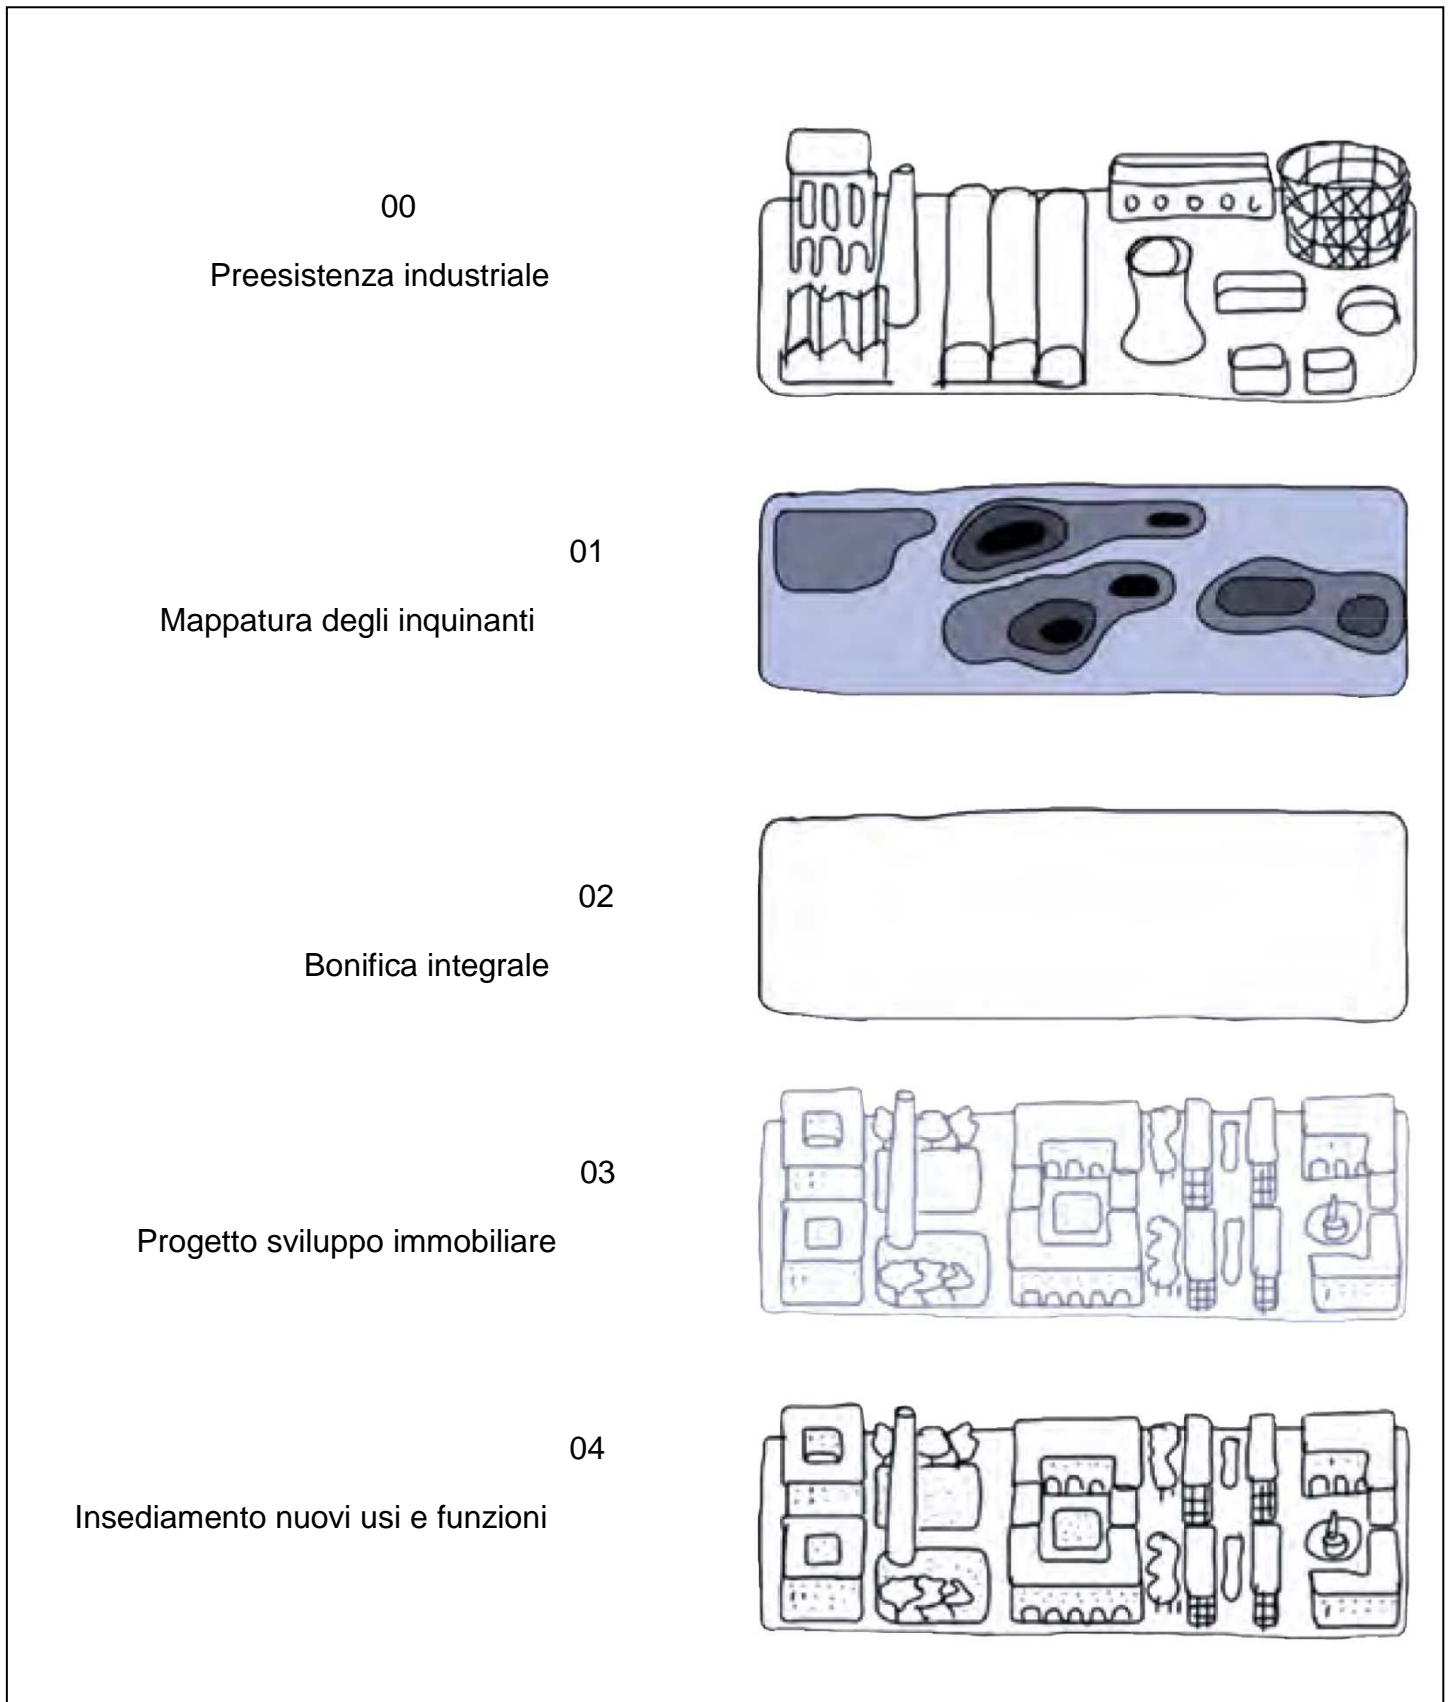 00
Preesistenza industriale
01
Mappatura degli inquinanti
02
Bonifica integrale
03
Progetto sviluppo immobiliare
04
Insediamento nuovi usi e funzioni